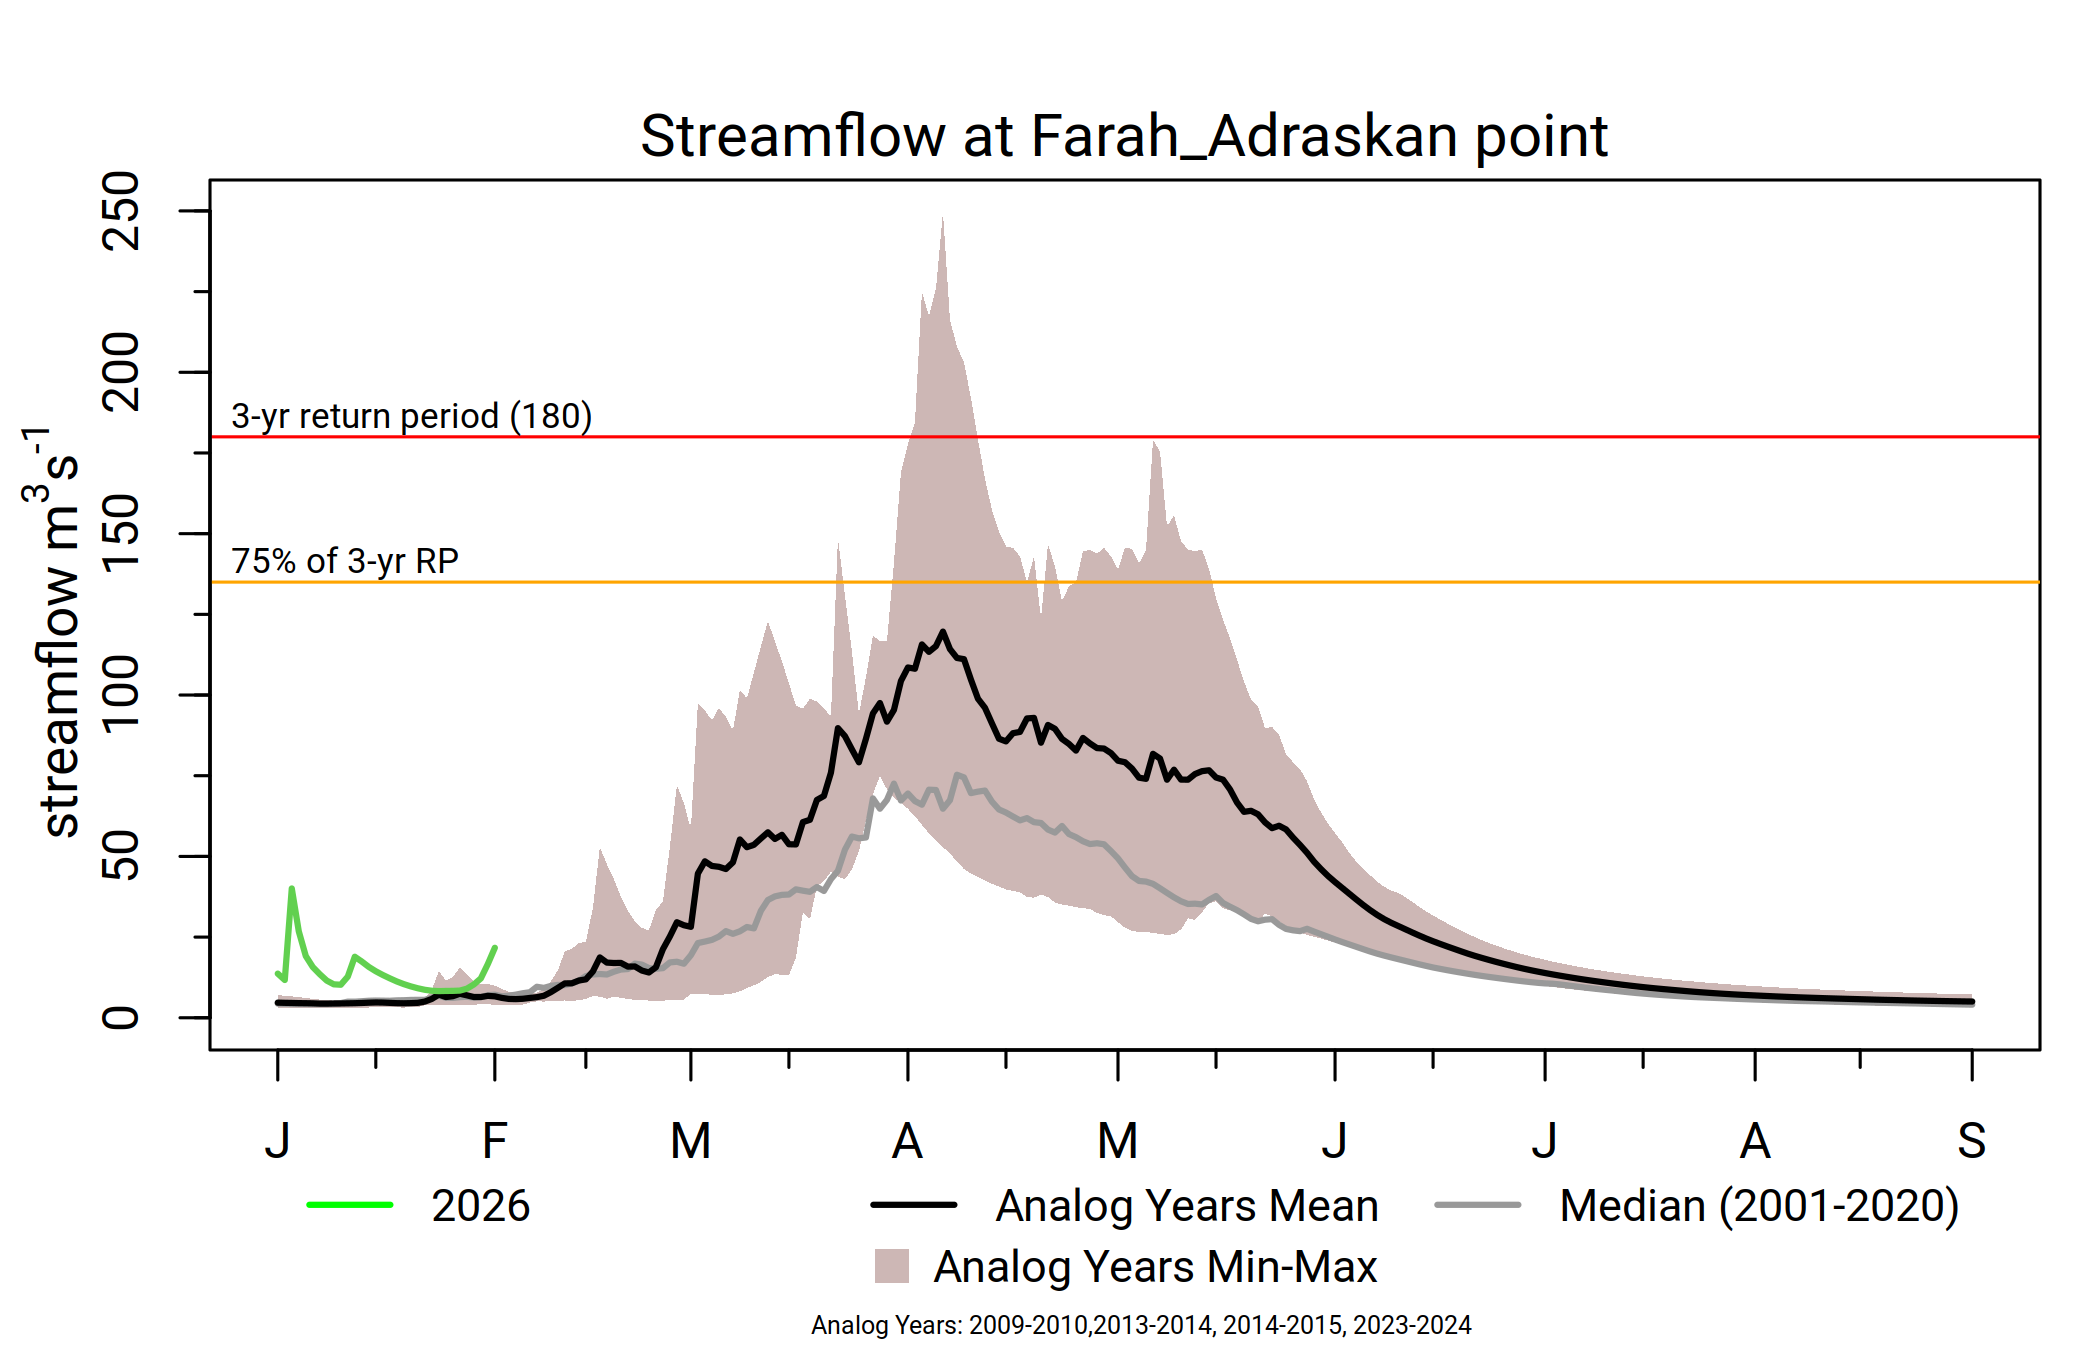 Streamflow at Farah_Adraskan point
streamflow m³s⁻¹
250
200
150
100
50
0
3-yr return period (180)
75% of 3-yr RP
J F M A M J J A S
2026 Analog Years Mean Median (2001-2020)
Analog Years Min-Max
Analog Years: 2009-2010,2013-2014, 2014-2015, 2023-2024